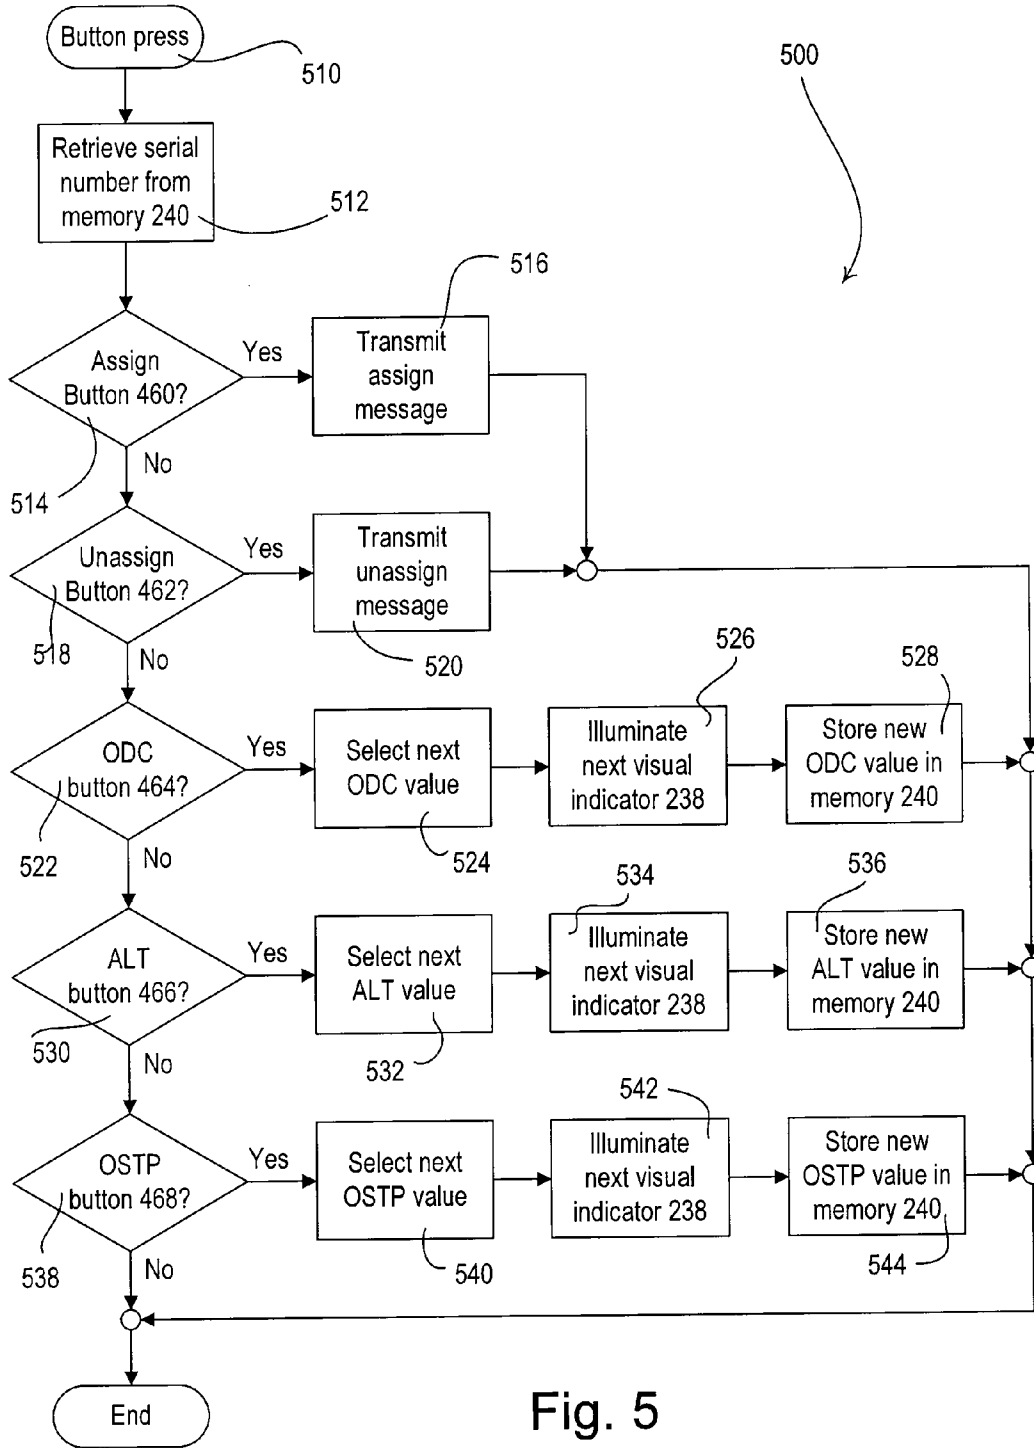 Button press
510
500
Retrieve serial
number from
memory 240
512
516
Assign
Button 460?
Yes
Transmit
assign
message
514
No
Unassign
Button 462?
Yes
Transmit
unassign
message
518
520
No
526
528
ODC
button 464?
Yes
Select next
ODC value
Illuminate
next visual
indicator 238
Store new
ODC value in
memory 240
522
524
No
534
536
ALT
button 466?
Yes
Select next
ALT value
Illuminate
next visual
indicator 238
Store new
ALT value in
memory 240
530
532
No
542
OSTP
button 468?
Yes
Select next
OSTP value
Illuminate
next visual
indicator 238
Store new
OSTP value in
memory 240
538
540
544
No
End
Fig. 5